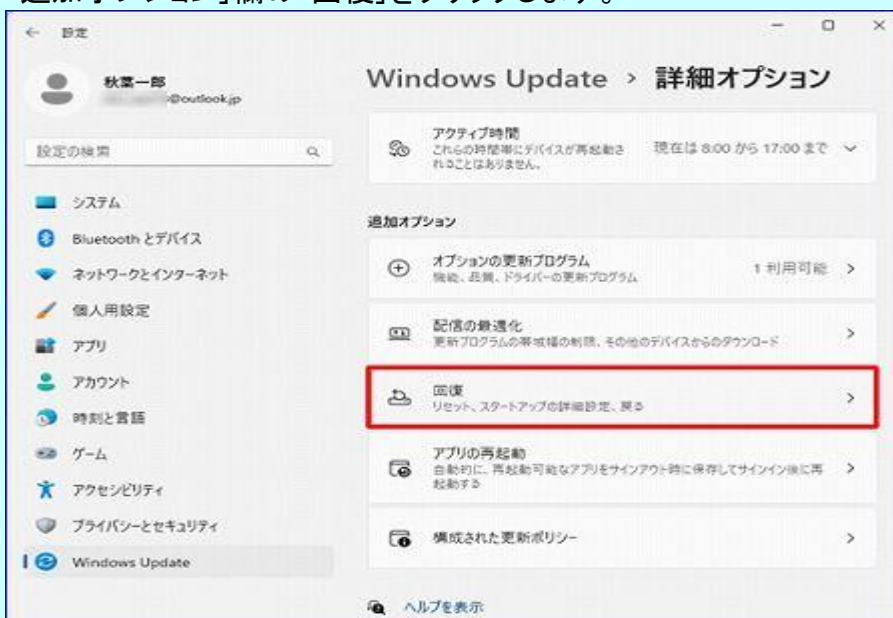 追加オプション」欄の「回復」をクリックします。
← 設定
秋葉一郎
@outlook.jp
設定の検索
システム
Bluetooth とデバイス
ネットワークとインターネット
個人用設定
アプリ
アカウント
時刻と言語
ゲーム
アクセシビリティ
プライバシーとセキュリティ
Windows Update
Windows Update › 詳細オプション
アクティブ時間
これらの時間帯にデバイスが再起動さ
れることはありません。
現在は 8:00 から 17:00 まで
追加オプション
オプションの更新プログラム
機能、品質、ドライバーの更新プログラム
1 利用可能
配信の最適化
更新プログラムの帯域幅の制限、その他のデバイスからのダウンロード
回復
リセット、スタートアップの詳細設定、戻る
アプリの再起動
自動的に、再起動可能なアプリをサインアウト時に保存してサインイン後に再
起動する
構成された更新ポリシー
ヘルプを表示